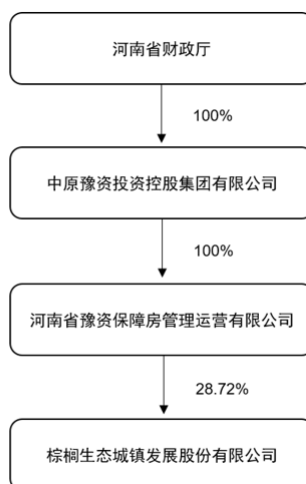 河南省财政厅
100%
中原豫资投资控股集团有限公司
100%
河南省豫资保障房管理运营有限公司
28.72%
棕榈生态城镇发展股份有限公司